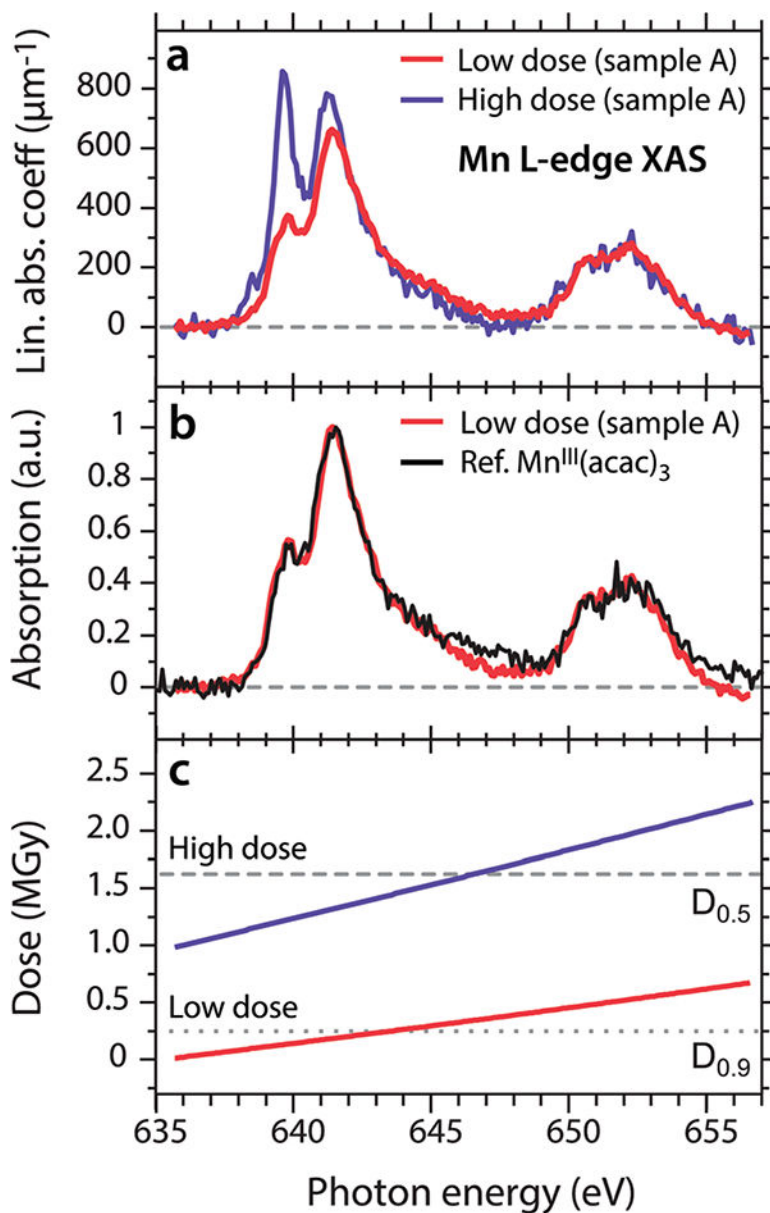 a
Low dose (sample A)
High dose (sample A)
Mn L-edge XAS
Lin. abs. coeff (µm⁻¹)
800
600
400
200
0
b
Low dose (sample A)
Ref. Mnᴵᴵᴵ(acac)₃
Absorption (a.u.)
1
0.8
0.6
0.4
0.2
0
c
High dose
D₀.₅
Low dose
D₀.₉
Dose (MGy)
2.5
2.0
1.5
1.0
0.5
0
635 640 645 650 655
Photon energy (eV)